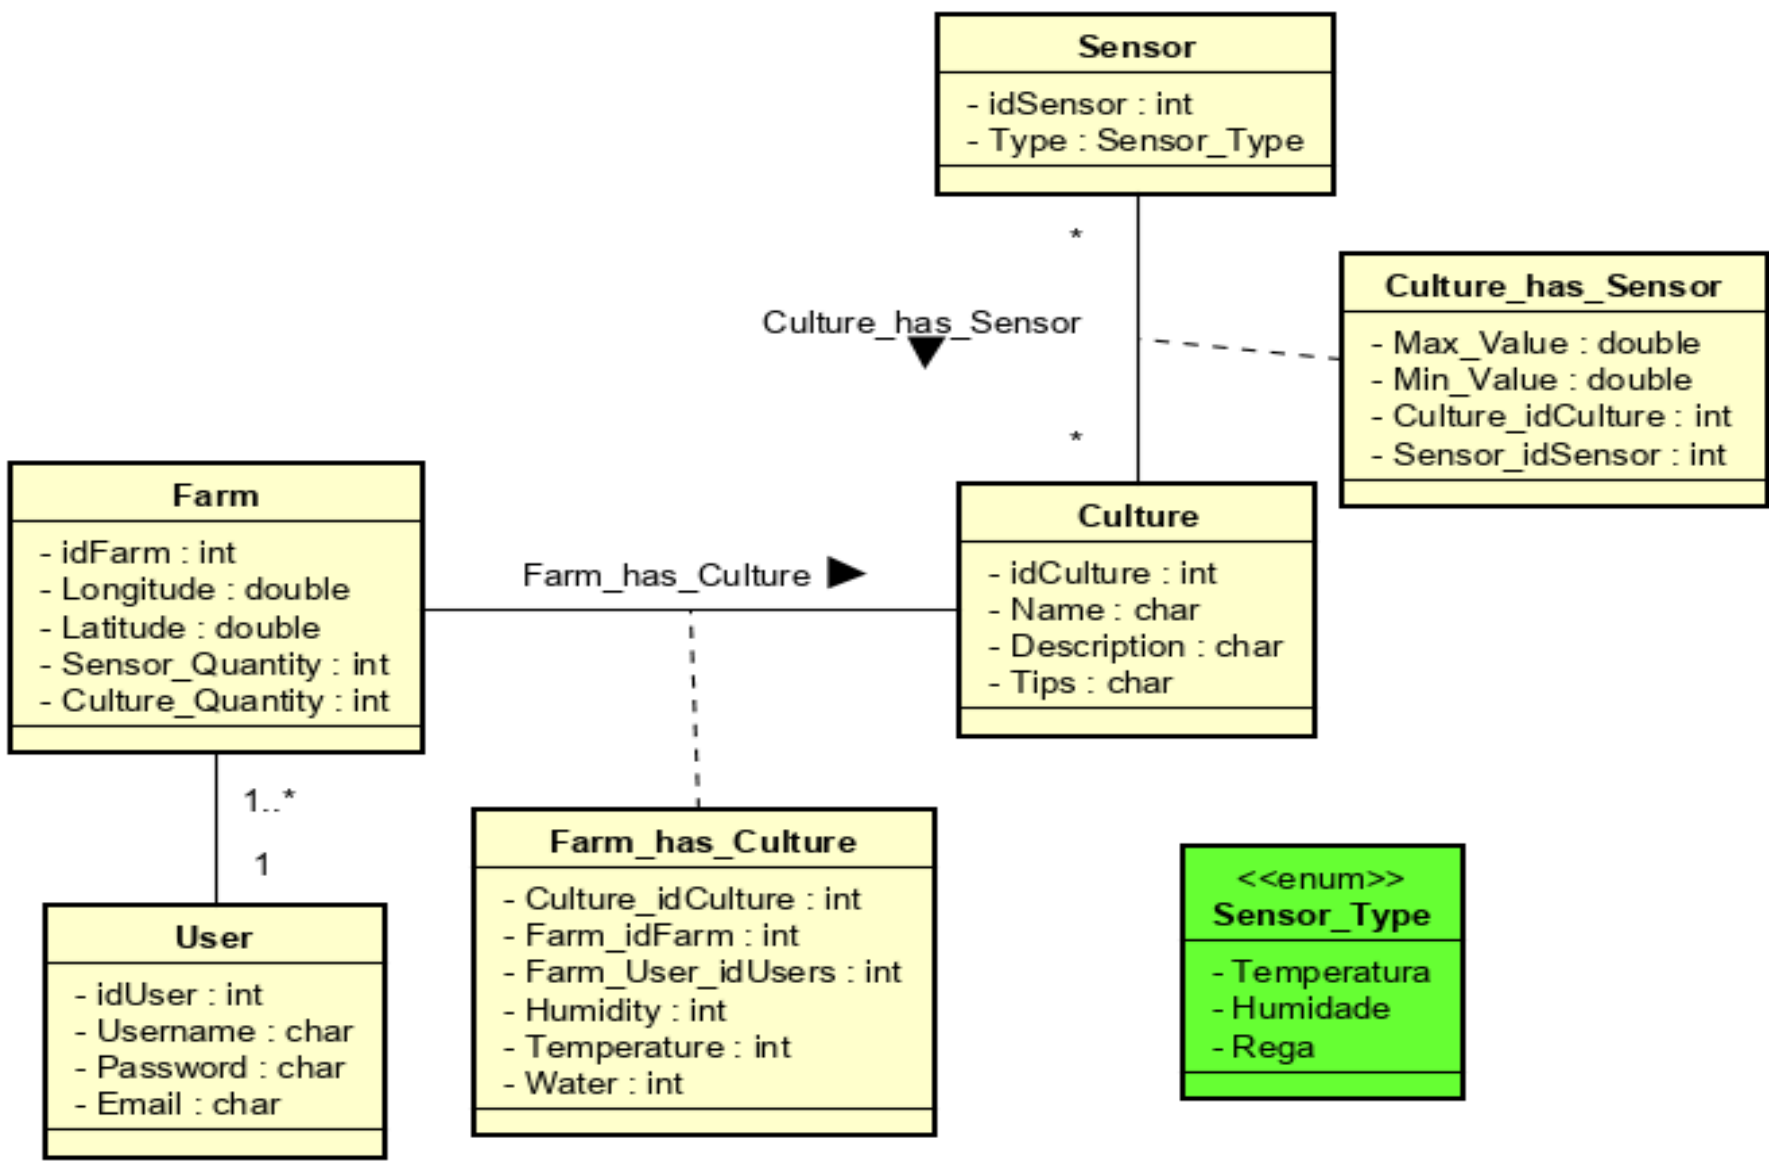 Sensor
- idSensor : int
- Type : Sensor_Type
*
Culture_has_Sensor
*
Culture_has_Sensor
- Max_Value : double
- Min_Value : double
- Culture_idCulture : int
- Sensor_idSensor : int
Farm
- idFarm : int
- Longitude : double
- Latitude : double
- Sensor_Quantity : int
- Culture_Quantity : int
Farm_has_Culture
Culture
- idCulture : int
- Name : char
- Description : char
- Tips : char
1..*
1
User
- idUser : int
- Username : char
- Password : char
- Email : char
Farm_has_Culture
- Culture_idCulture : int
- Farm_idFarm : int
- Farm_User_idUsers : int
- Humidity : int
- Temperature : int
- Water : int
<<enum>>
Sensor_Type
- Temperatura
- Humidade
- Rega